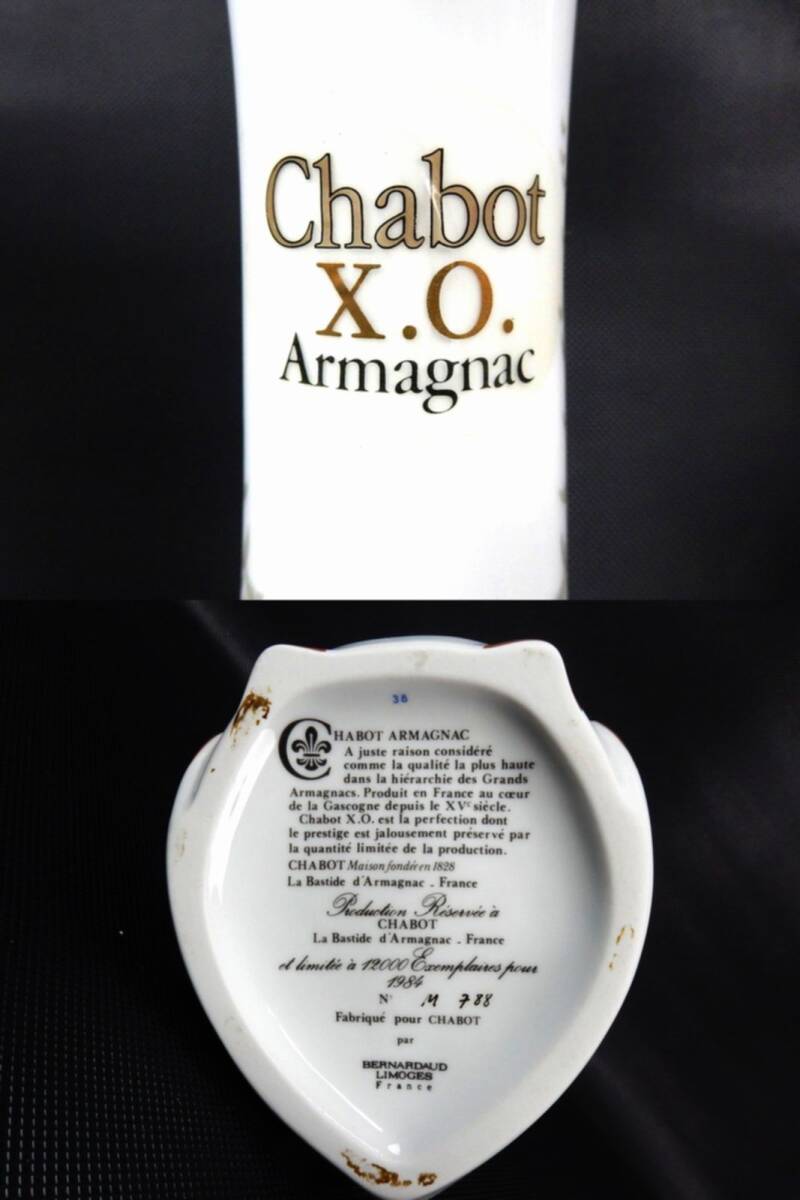 Chabot
X.O.
Armagnac
38
CHABOT ARMAGNAC
A juste raison considéré
comme la qualité la plus haute
dans la hiérarchie des Grands
Armagnacs. Produit en France au cœur
de la Gascogne depuis le XVe siècle.
Chabot X.O. est la perfection dont
le prestige est jalousement préservé par
la quantité limitée de la production.
CHABOT Maison fondée en 1828
La Bastide d'Armagnac - France
Production Réservée à
CHABOT
La Bastide d'Armagnac - France
et limitée à 12000 Exemplaires pour
1984
N° M 788
Fabriqué pour CHABOT
par
BERNARDAUD
LIMOGES
France